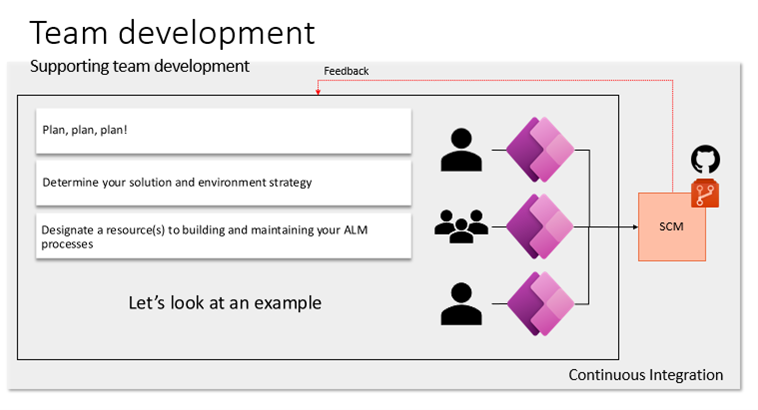 Team development
Supporting team development
Feedback
Plan, plan, plan!
Determine your solution and environment strategy
Designate a resource(s) to building and maintaining your ALM
processes
SCM
Let’s look at an example
Continuous Integration